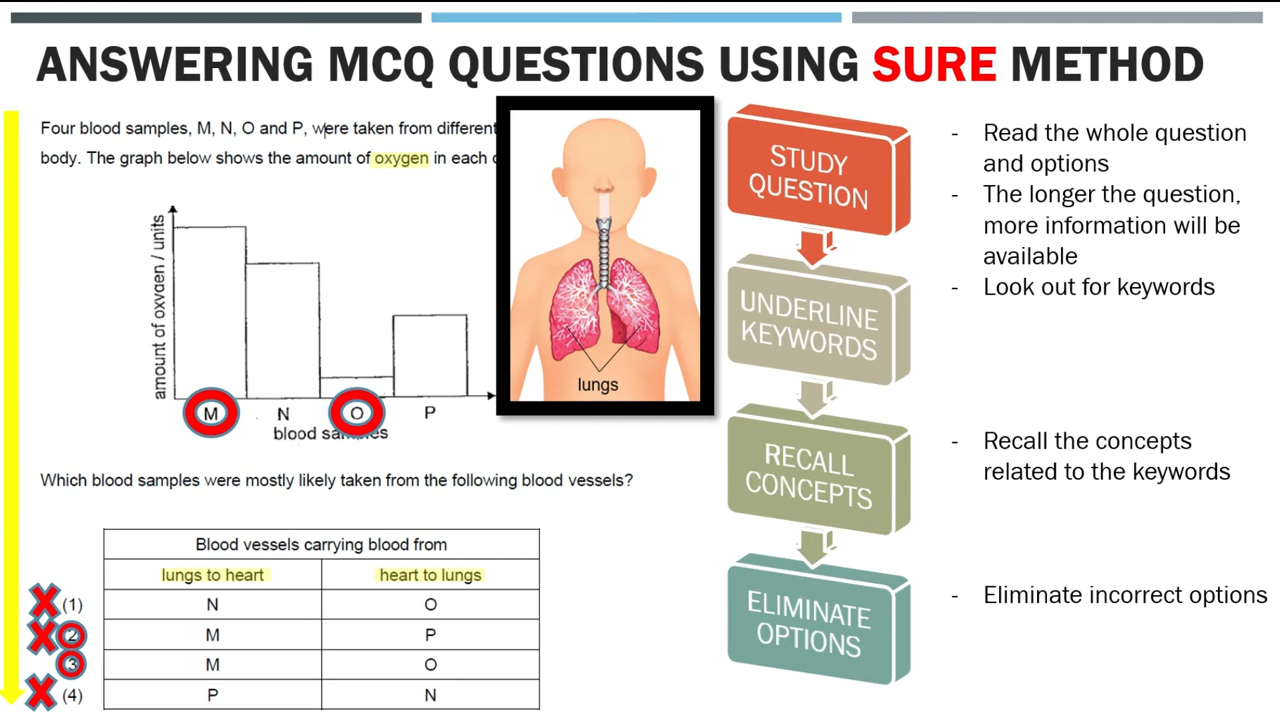 ANSWERING MCQ QUESTIONS USING SURE METHOD
Four blood samples, M, N, O and P, were taken from different
body. The graph below shows the amount of oxygen in each
amount of oxygen / units
M N O P
blood samples
lungs
Which blood samples were mostly likely taken from the following blood vessels?
Blood vessels carrying blood from
lungs to heart heart to lungs
(1) N O
2 M P
3 M O
(4) P N
STUDY
QUESTION
UNDERLINE
KEYWORDS
RECALL
CONCEPTS
ELIMINATE
OPTIONS
- Read the whole question
and options
- The longer the question,
more information will be
available
- Look out for keywords
- Recall the concepts
related to the keywords
- Eliminate incorrect options